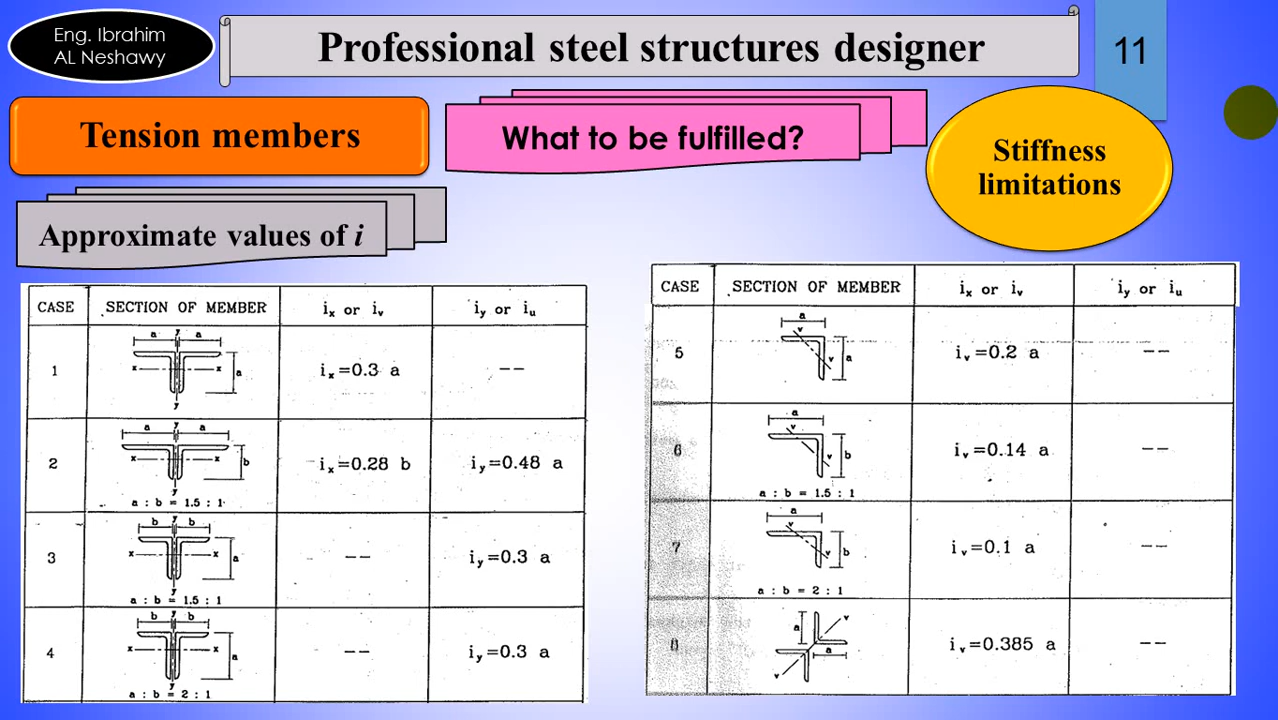 Eng. Ibrahim
AL Neshawy
Professional steel structures designer
11
Tension members
What to be fulfilled?
Stiffness
limitations
Approximate values of i
CASE SECTION OF MEMBER ix or iv iy or iu
a y a
1 x x a ix=0.3 a --
y
a y a
2 x x b ix=0.28 b iy=0.48 a
y
a : b = 1.5 : 1
b y b
3 x x a -- iy=0.3 a
y
a : b = 1.5 : 1
b y b
4 x x a -- iy=0.3 a
y
a : b = 2 : 1
CASE SECTION OF MEMBER ix or iv iy or iu
a
5 v v a iv=0.2 a --
a
6 v v b iv=0.14 a --
a : b = 1.5 : 1
a
7 v v b iv=0.1 a --
a : b = 2 : 1
a v
8 a iv=0.385 a --
v